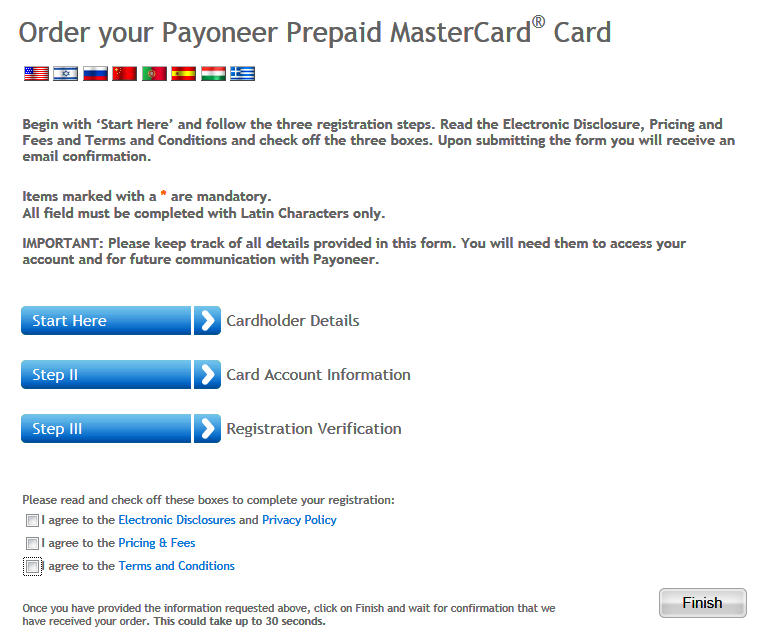 Order your Payoneer Prepaid MasterCard® Card
Begin with ‘Start Here’ and follow the three registration steps. Read the Electronic Disclosure, Pricing and
Fees and Terms and Conditions and check off the three boxes. Upon submitting the form you will receive an
email confirmation.
Items marked with a * are mandatory.
All field must be completed with Latin Characters only.
IMPORTANT: Please keep track of all details provided in this form. You will need them to access your
account and for future communication with Payoneer.
Start Here Cardholder Details
Step II Card Account Information
Step III Registration Verification
Please read and check off these boxes to complete your registration:
I agree to the Electronic Disclosures and Privacy Policy
I agree to the Pricing & Fees
I agree to the Terms and Conditions
Once you have provided the information requested above, click on Finish and wait for confirmation that we
have received your order. This could take up to 30 seconds.
Finish